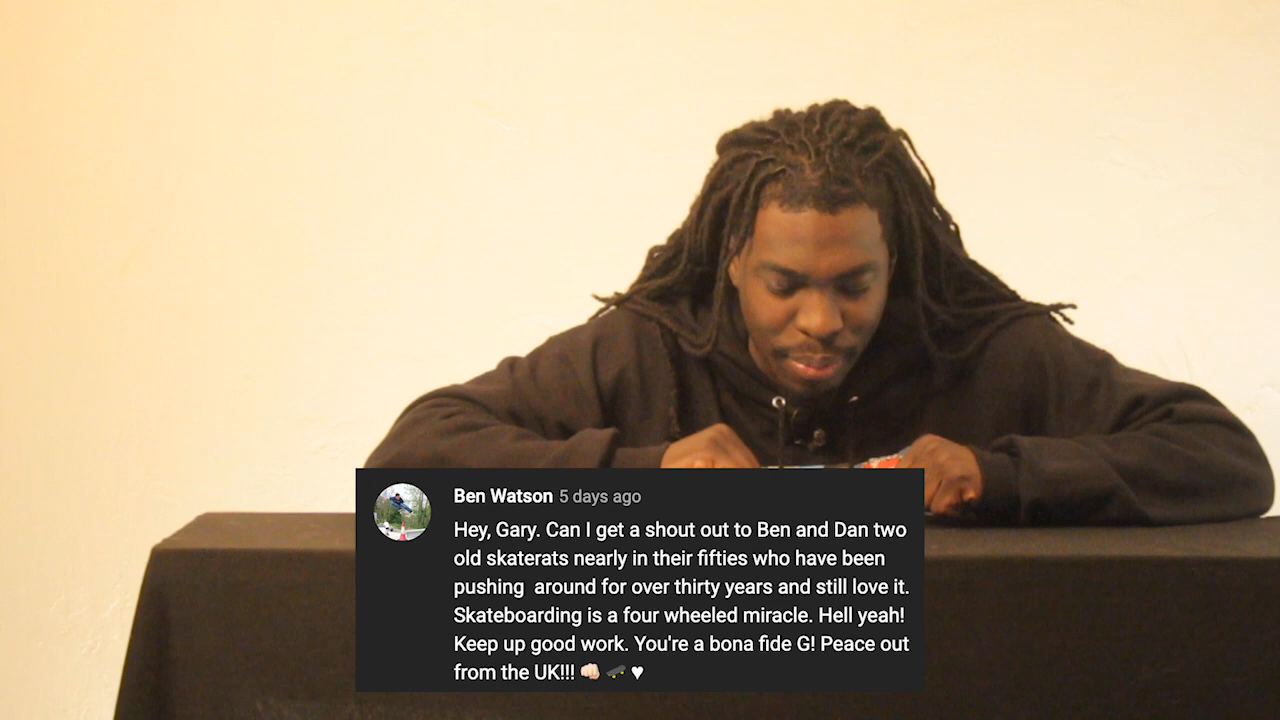 Ben Watson 5 days ago
Hey, Gary. Can I get a shout out to Ben and Dan two
old skaterats nearly in their fifties who have been
pushing  around for over thirty years and still love it.
Skateboarding is a four wheeled miracle. Hell yeah!
Keep up good work. You're a bona fide G! Peace out
from the UK!!! 👊🏻 🛹 ♥